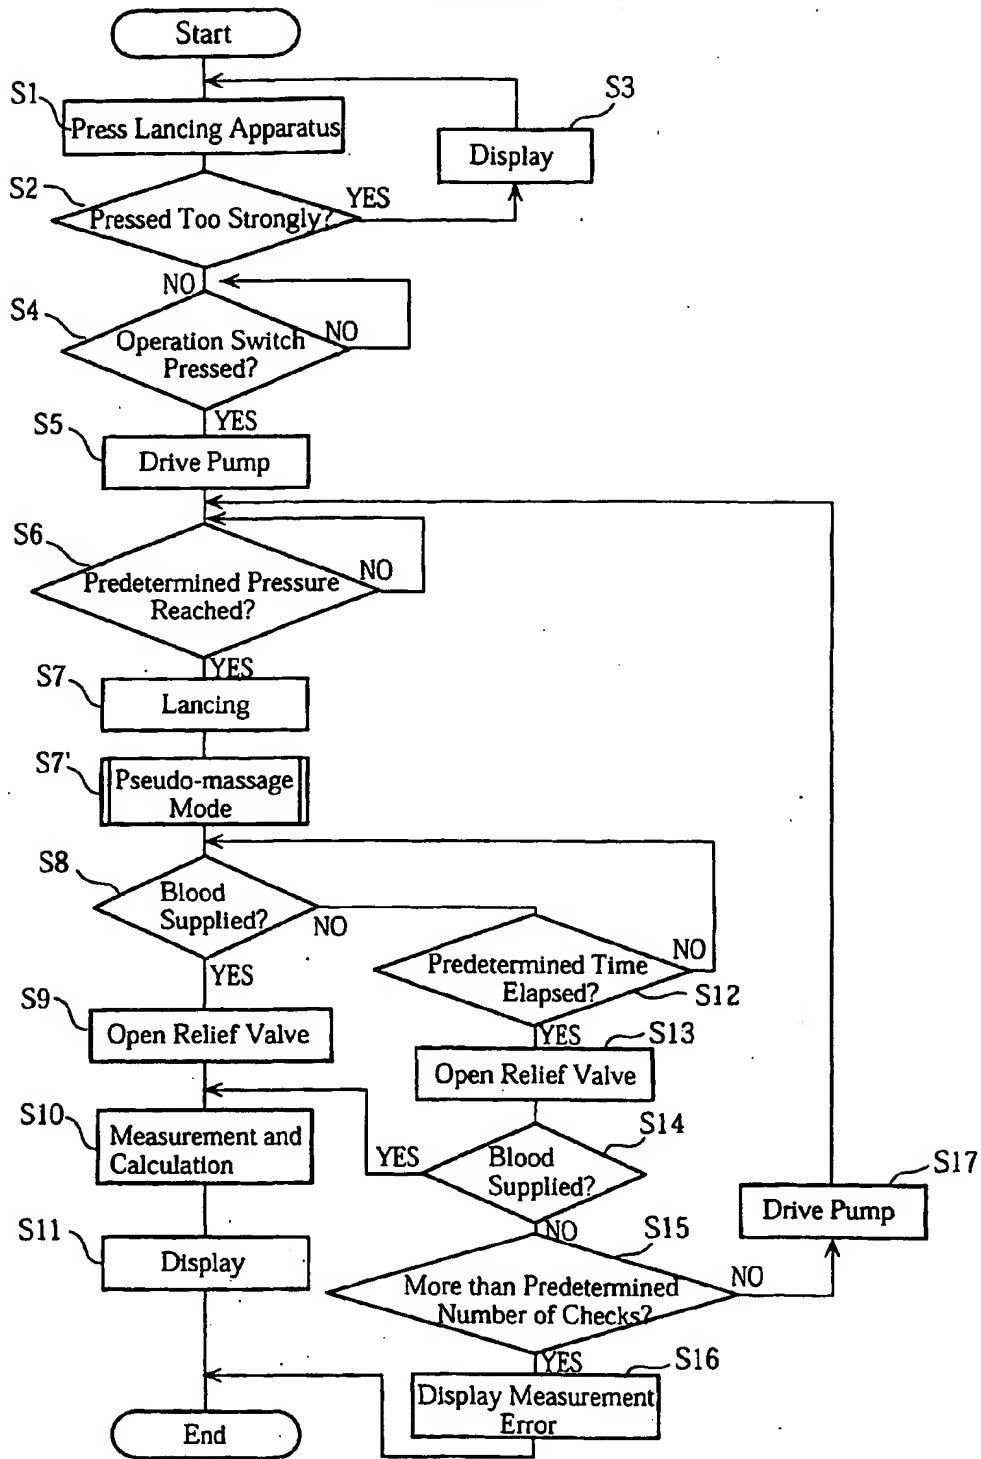 Start
S1
Press Lancing Apparatus
S3
Display
S2
Pressed Too Strongly?
YES
NO
S4
Operation Switch
Pressed?
NO
YES
S5
Drive Pump
S6
Predetermined Pressure
Reached?
NO
YES
S7
Lancing
S7'
Pseudo-massage
Mode
S8
Blood
Supplied?
NO
YES
Predetermined Time
Elapsed?
NO
S12
YES
S9
Open Relief Valve
S13
Open Relief Valve
S10
Measurement and
Calculation
S14
Blood
Supplied?
YES
NO
S17
Drive Pump
S11
Display
S15
More than Predetermined
Number of Checks?
NO
YES
S16
Display Measurement
Error
End